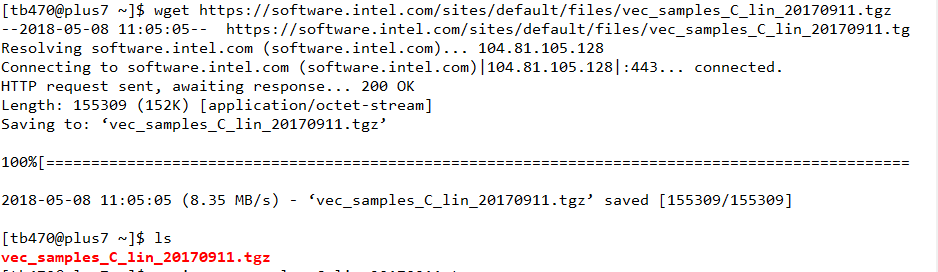 [tb470@plus7 ~]$ wget https://software.intel.com/sites/default/files/vec_samples_C_lin_20170911.tgz
--2018-05-08 11:05:05--  https://software.intel.com/sites/default/files/vec_samples_C_lin_20170911.tg
Resolving software.intel.com (software.intel.com)... 104.81.105.128
Connecting to software.intel.com (software.intel.com)|104.81.105.128|:443... connected.
HTTP request sent, awaiting response... 200 OK
Length: 155309 (152K) [application/octet-stream]
Saving to: ‘vec_samples_C_lin_20170911.tgz’
100%[================================================================================================
2018-05-08 11:05:05 (8.35 MB/s) - ‘vec_samples_C_lin_20170911.tgz’ saved [155309/155309]
[tb470@plus7 ~]$ ls
vec_samples_C_lin_20170911.tgz